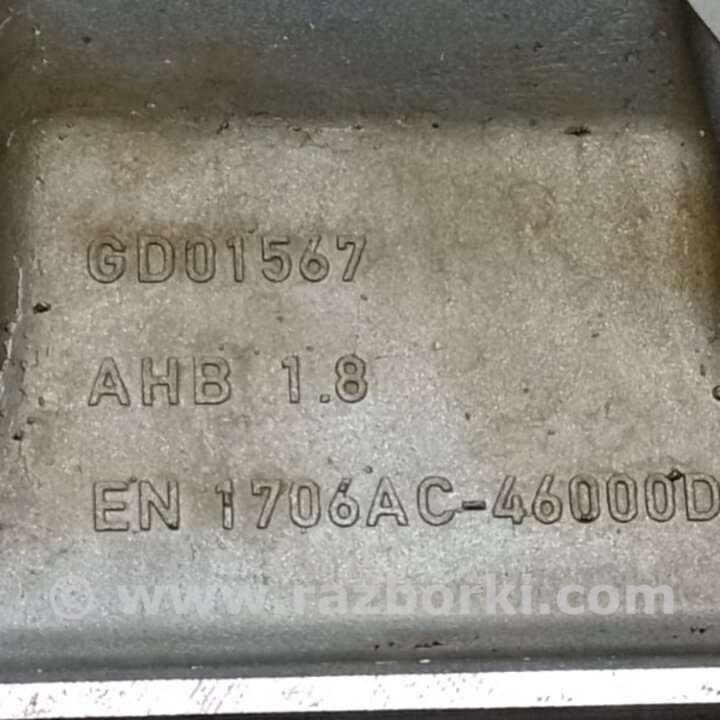 GD01567
AHB 1.8
EN 1706AC-46000D
© www.razborki.com